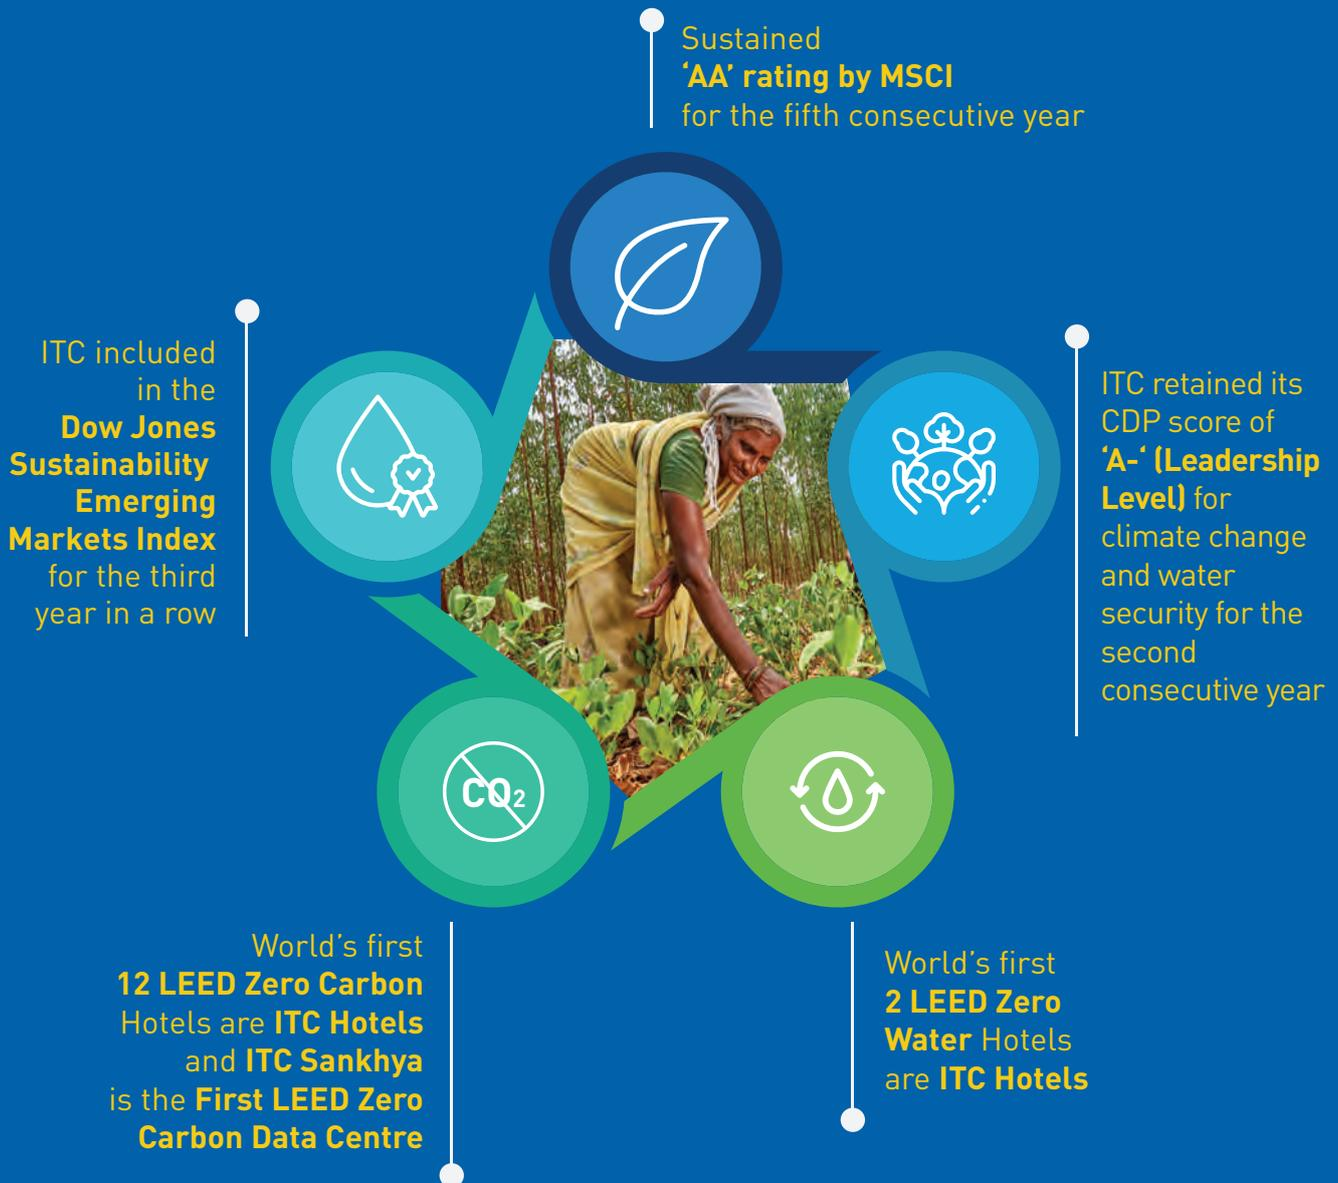 Sustained
‘AA’ rating by MSCI
for the fifth consecutive year
ITC included
in the
Dow Jones
Sustainability
Emerging
Markets Index
for the third
year in a row
ITC retained its
CDP score of
‘A-‘ (Leadership
Level) for
climate change
and water
security for the
second
consecutive year
CO2
World’s first
12 LEED Zero Carbon
Hotels are ITC Hotels
and ITC Sankhya
is the First LEED Zero
Carbon Data Centre
World’s first
2 LEED Zero
Water Hotels
are ITC Hotels